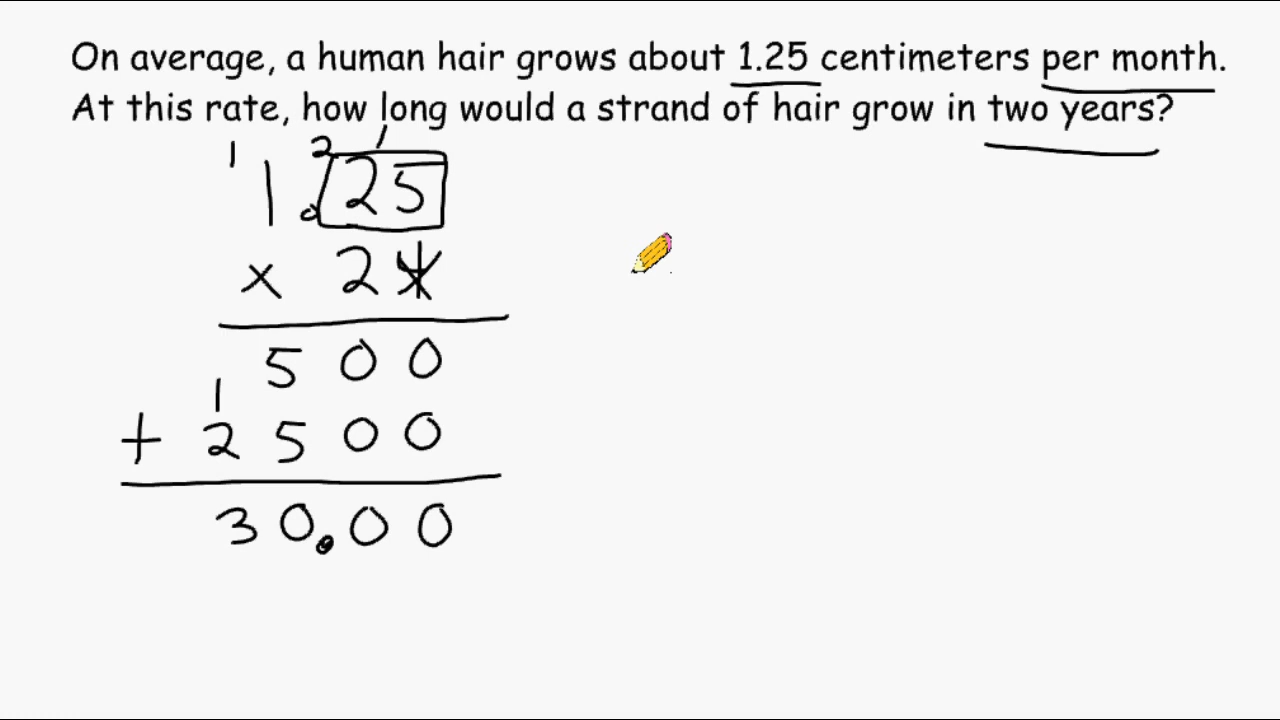 On average, a human hair grows about 1.25 centimeters per month.
At this rate, how long would a strand of hair grow in two years?
1 2 1
1.25
x 24
500
1
+ 2500
30.00